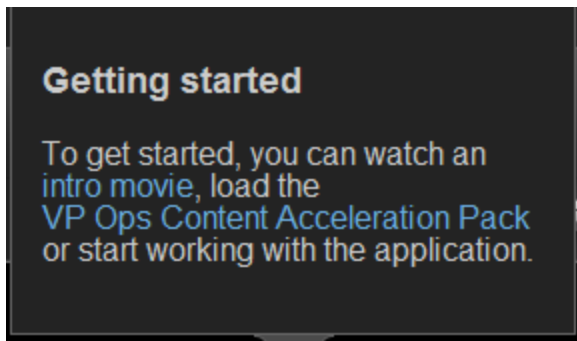 Getting started
To get started, you can watch an
intro movie, load the
VP Ops Content Acceleration Pack
or start working with the application.